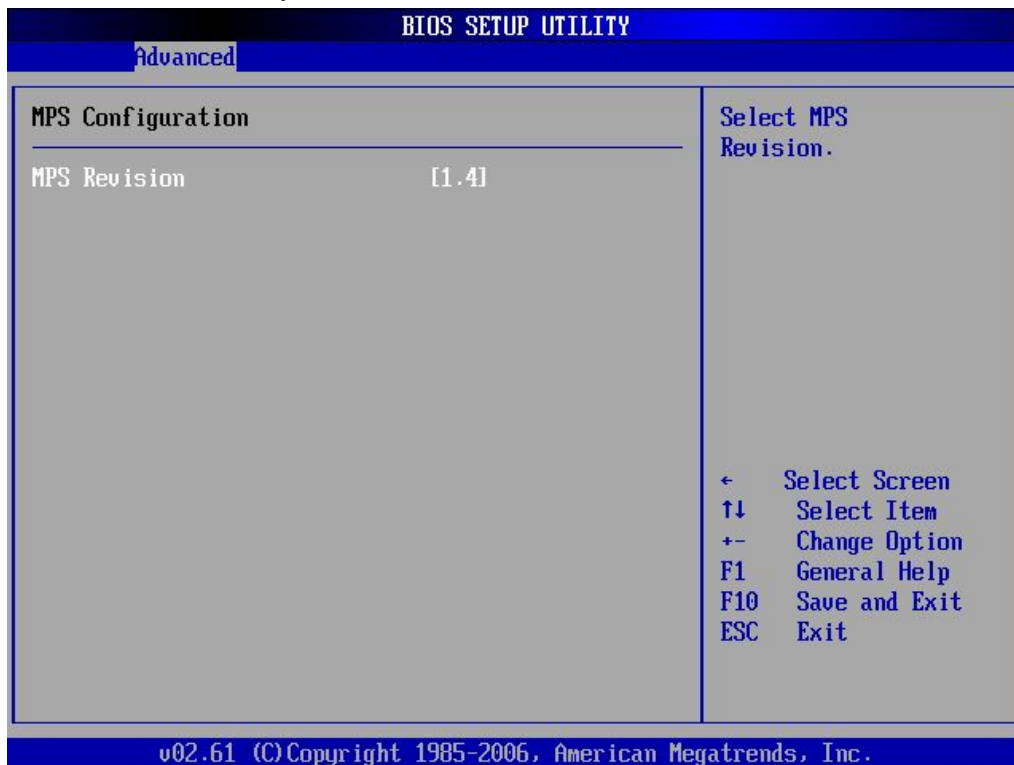 BIOS SETUP UTILITY
Advanced
MPS Configuration
MPS Revision [1.4]
Select MPS
Revision.
← Select Screen
↑↓ Select Item
+- Change Option
F1 General Help
F10 Save and Exit
ESC Exit
v02.61 (C)Copyright 1985-2006, American Megatrends, Inc.